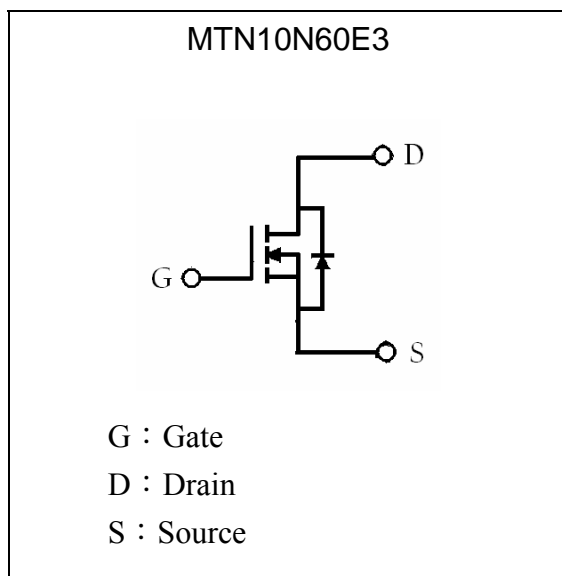 MTN10N60E3
D
G
S
G：Gate
D：Drain
S：Source